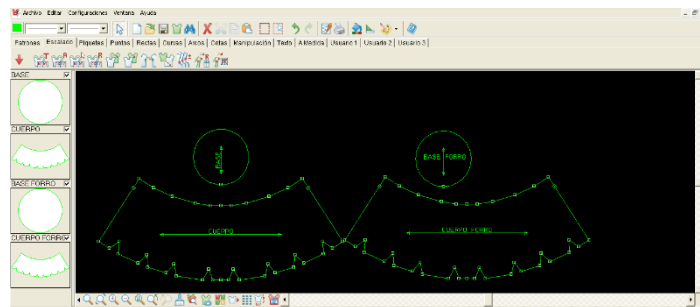 Archivo Editar Configuraciones Ventana Ayuda
Patrones Escalado Piquetes Puntos Rectas Curvas Arcos Cotas Manipulación Texto A Medida Usuario 1 Usuario 2 Usuario 3
BASE
CUERPO
BASE FORRO
CUERPO FORRO
BASE
BASE FORRO
CUERPO
CUERPO FORRO